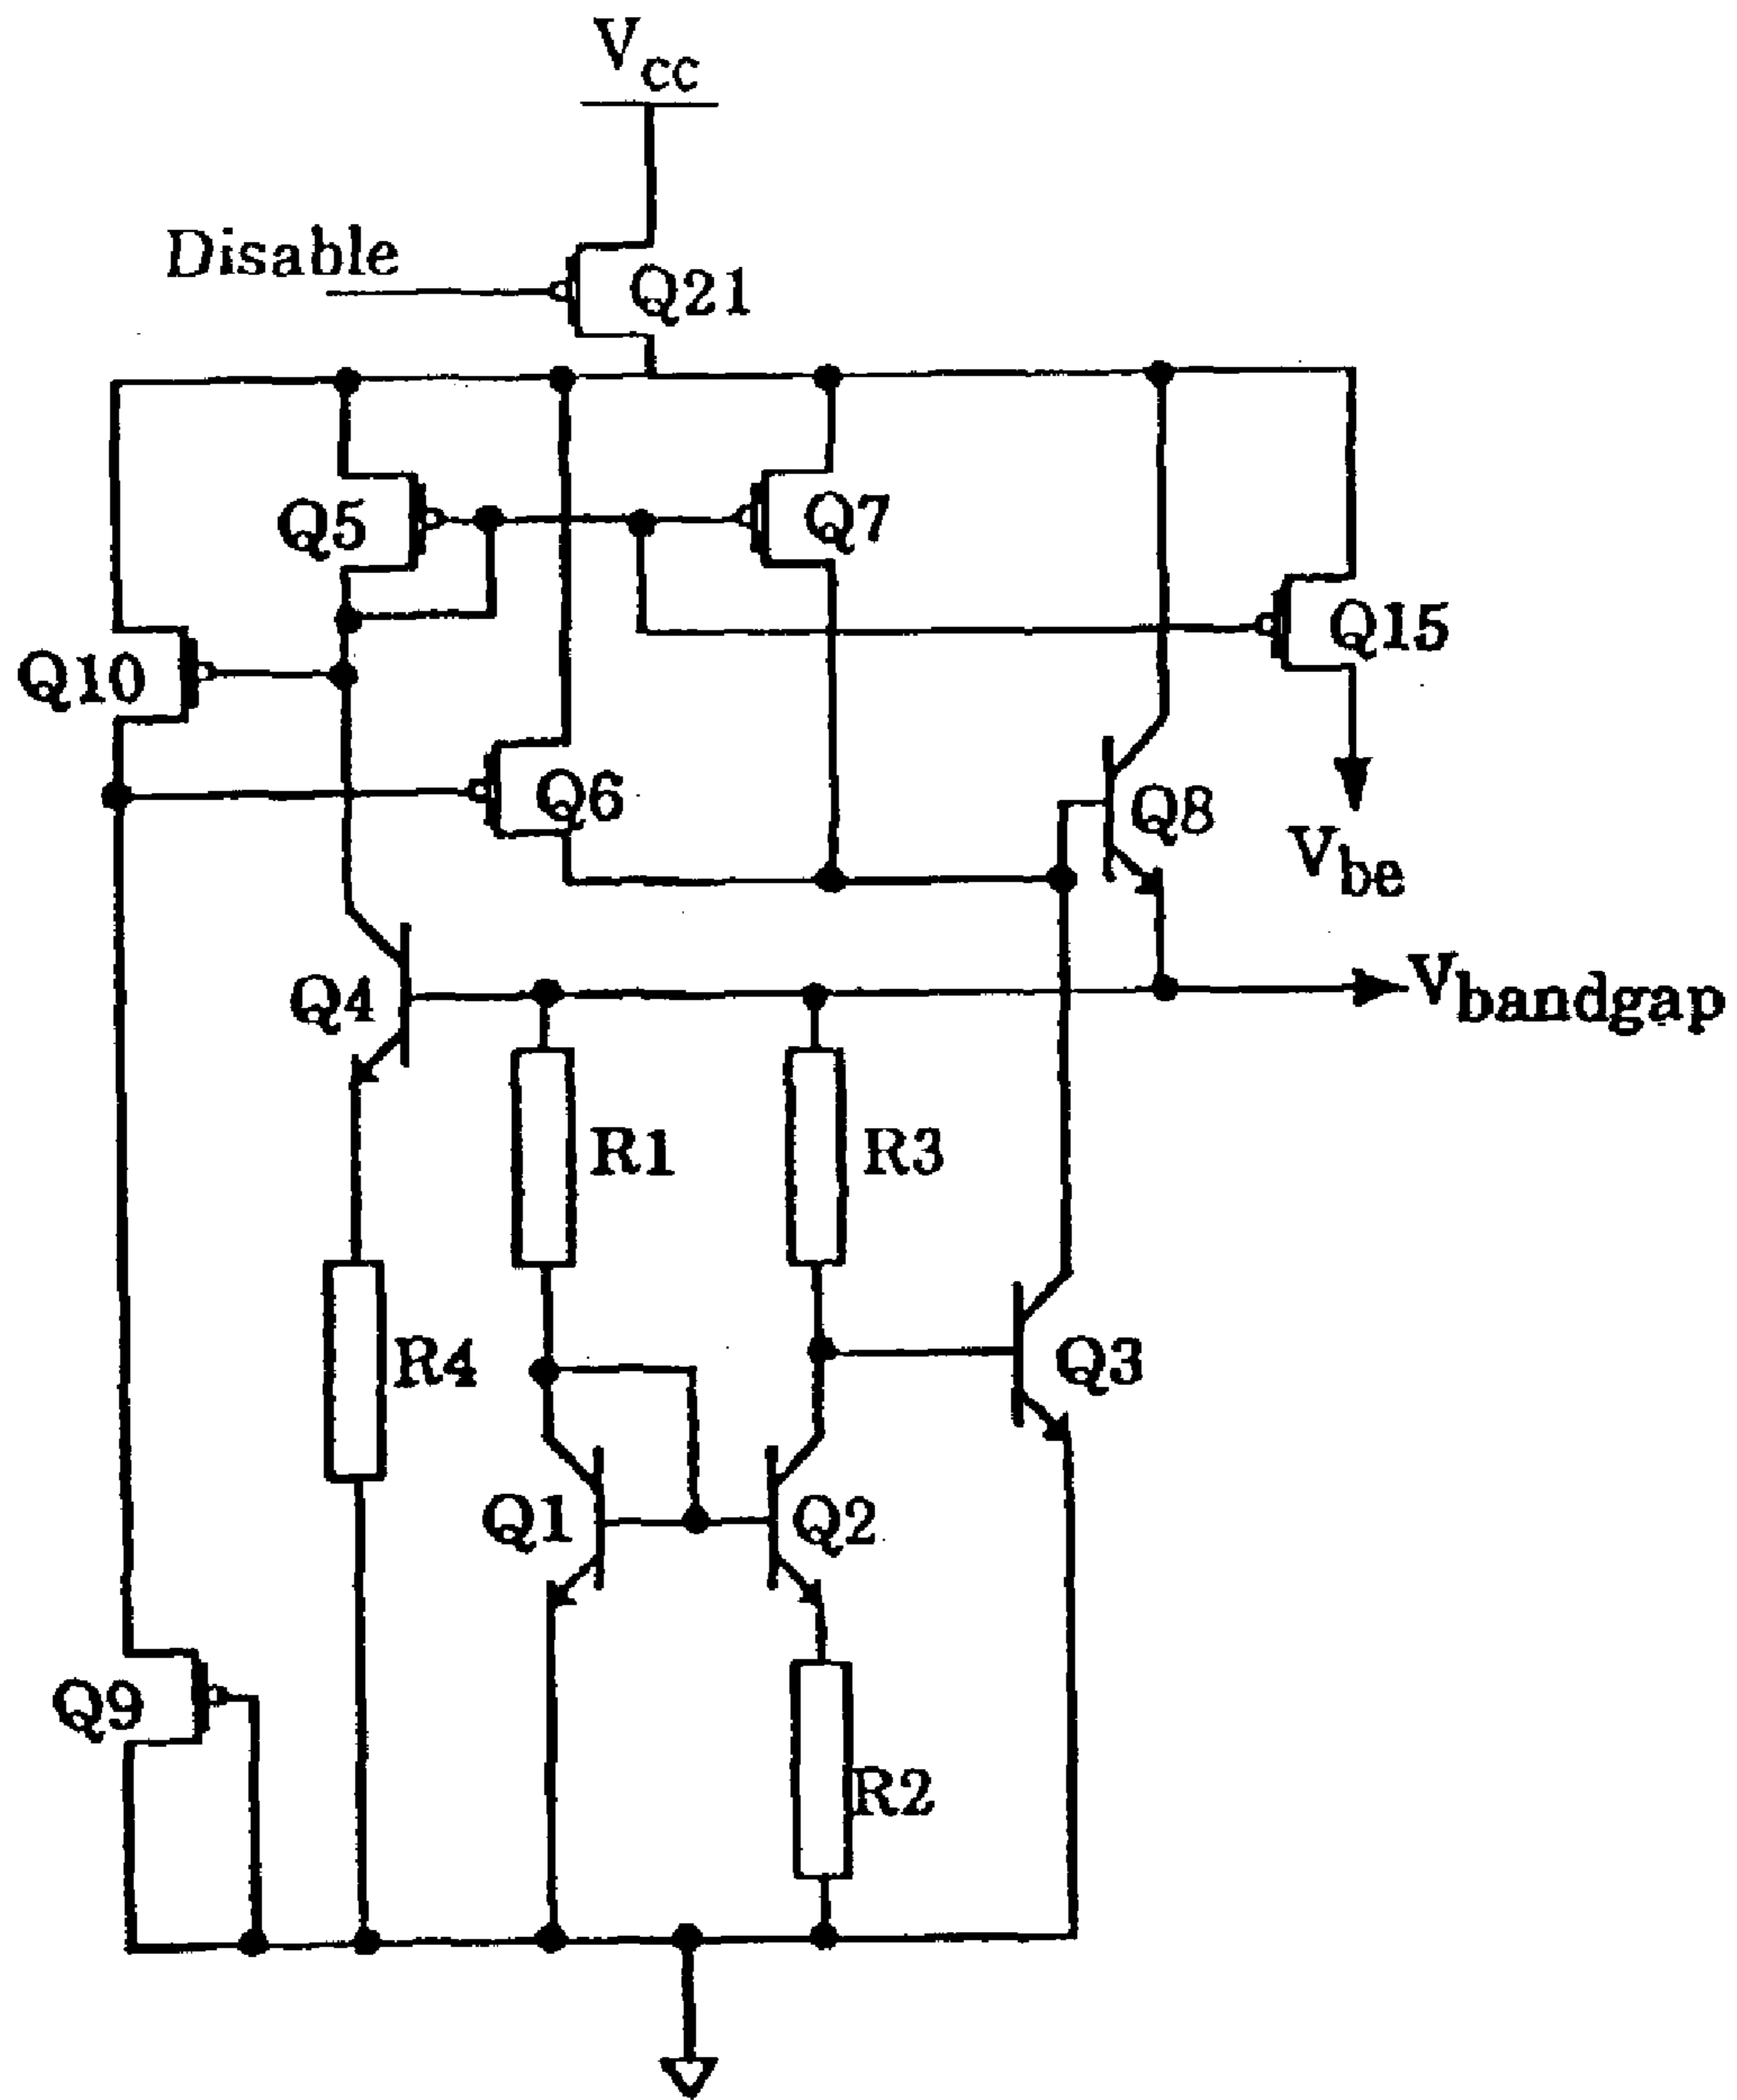 Vcc
Disable
Q21
Q5
Q7
Q10
Q15
Q6
Q8
Vbe
Q4
Vbandgap
R1
R3
R4
Q3
Q1
Q2
Q9
R2